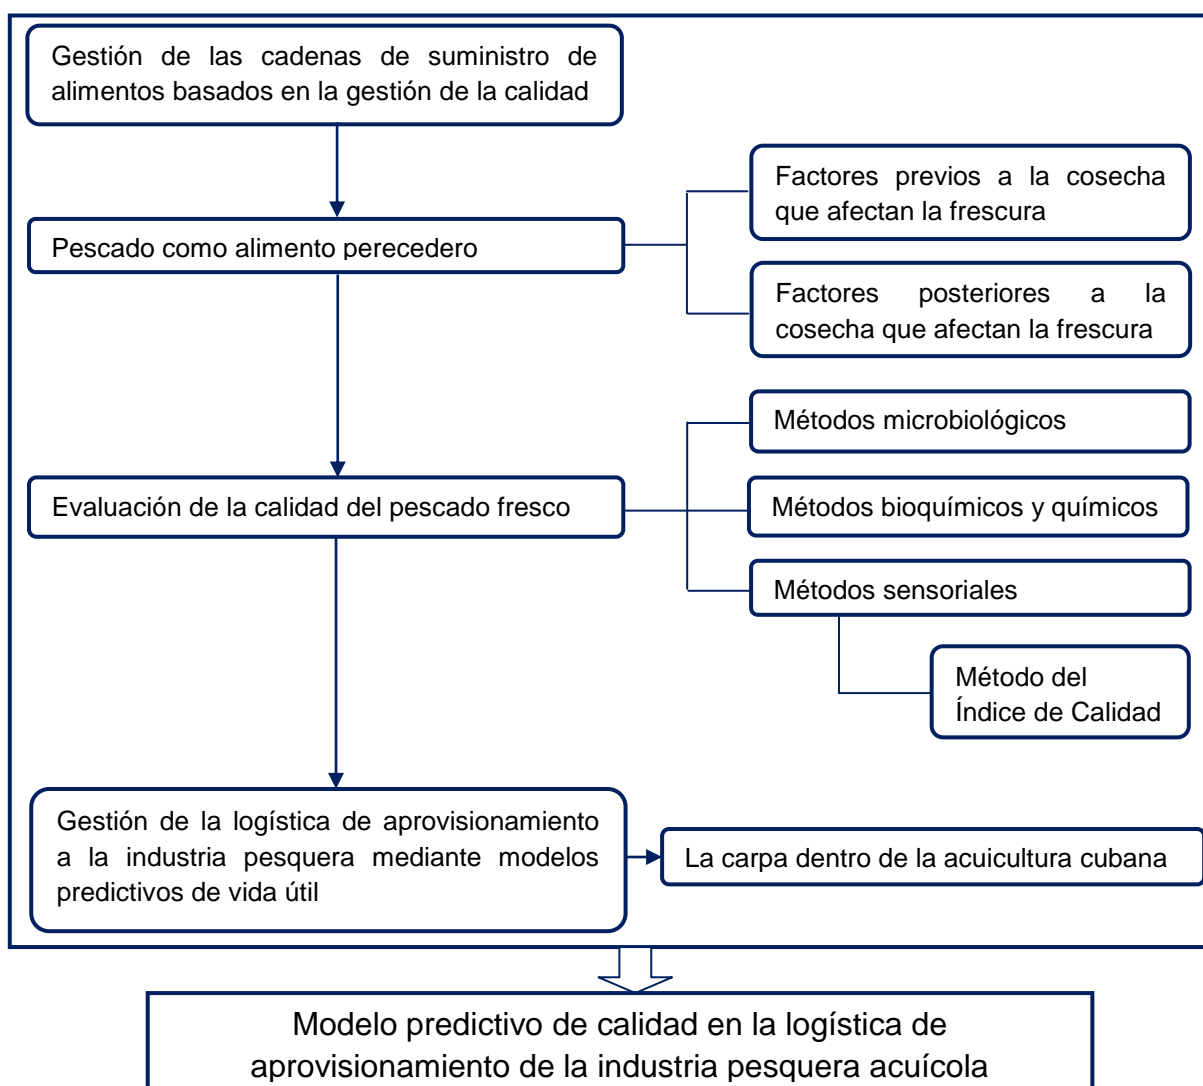 Gestión de las cadenas de suministro de
alimentos basados en la gestión de la calidad
Pescado como alimento perecedero
Factores previos a la cosecha
que afectan la frescura
Factores posteriores a la
cosecha que afectan la frescura
Evaluación de la calidad del pescado fresco
Métodos microbiológicos
Métodos bioquímicos y químicos
Métodos sensoriales
Método del
Índice de Calidad
Gestión de la logística de aprovisionamiento
a la industria pesquera mediante modelos
predictivos de vida útil
La carpa dentro de la acuicultura cubana
Modelo predictivo de calidad en la logística de
aprovisionamiento de la industria pesquera acuícola